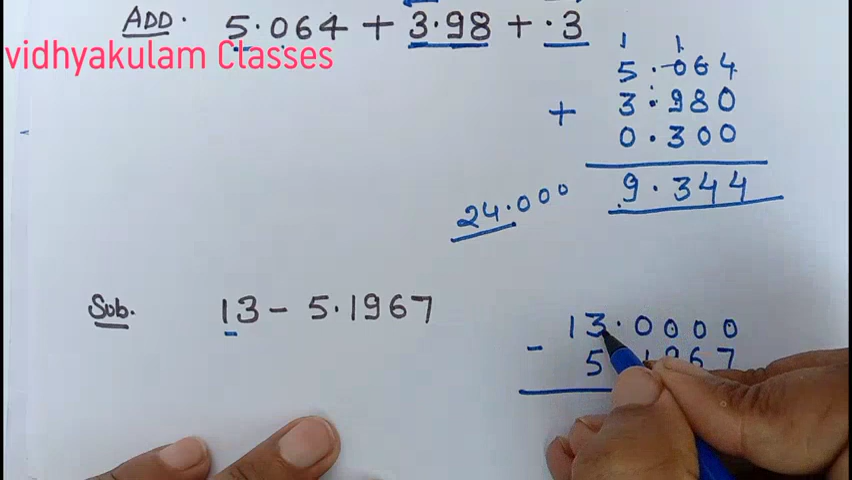 ADD. 5.064 + 3.98 + .3
vidhyakulam Classes
1 1
5.064
3.980
+
0.300
9.344
24.000
Sub. 13 - 5.1967
13.0000
- 5 1967